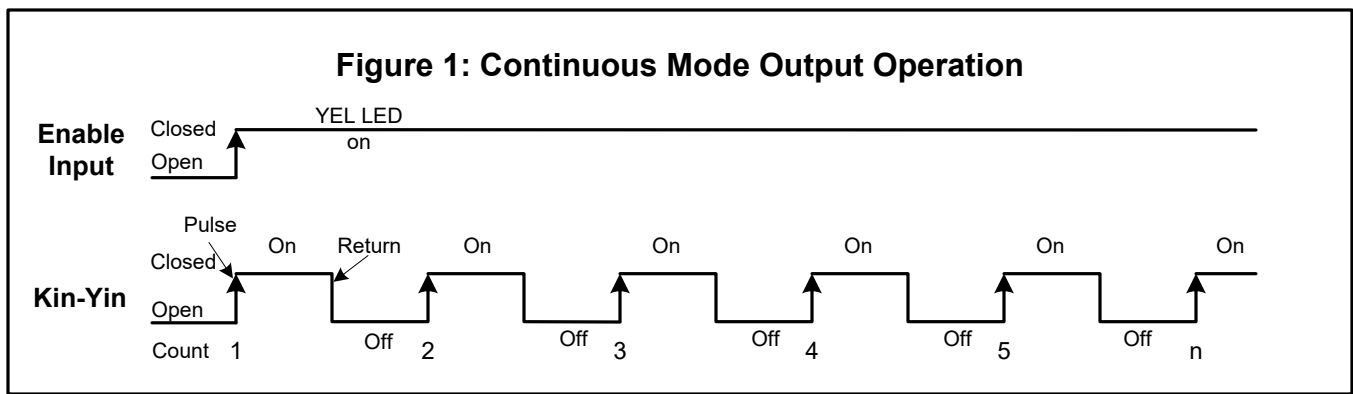 Figure 1: Continuous Mode Output Operation
YEL LED
on
Enable
Input
Closed
Open
Pulse
On
Return
On
On
On
On
On
Closed
Kin-Yin
Open
Off
Off
Off
Off
Off
Count
1
2
3
4
5
n